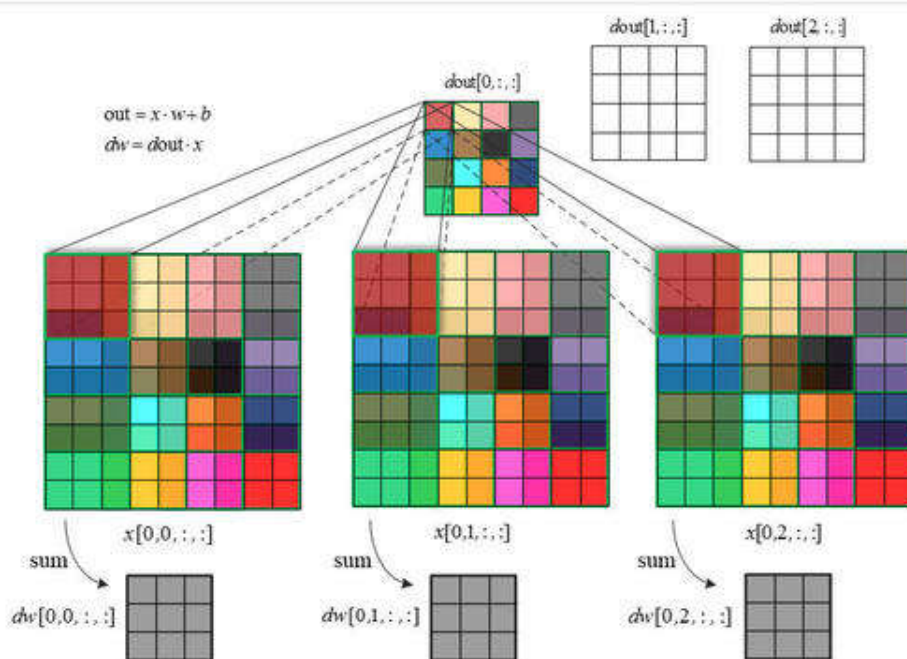 dout[1,:,:]
dout[2,:,:]
dout[0,:,:]
out = x·w+b
dw = dout·x
x[0,0,:,:]
x[0,1,:,:]
x[0,2,:,:]
sum
sum
sum
dw[0,0,:,:]
dw[0,1,:,:]
dw[0,2,:,:]